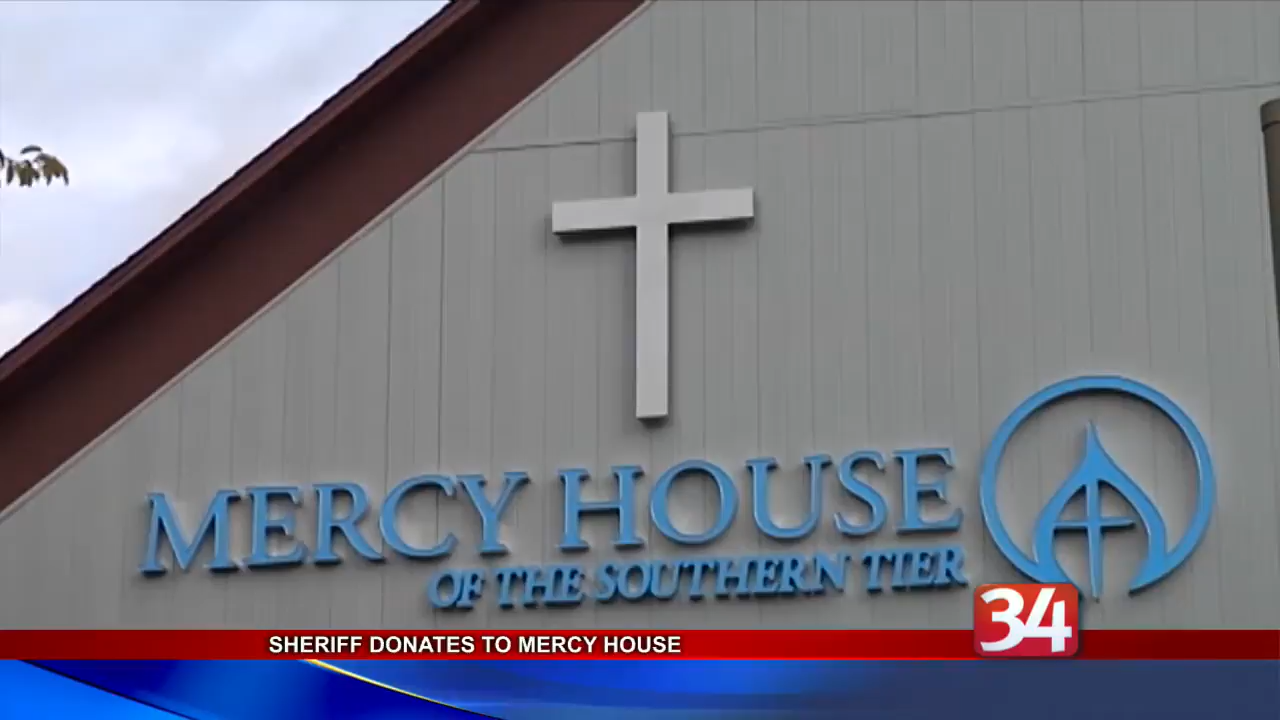 MERCY HOUSE
OF THE SOUTHERN TIER
SHERIFF DONATES TO MERCY HOUSE
34